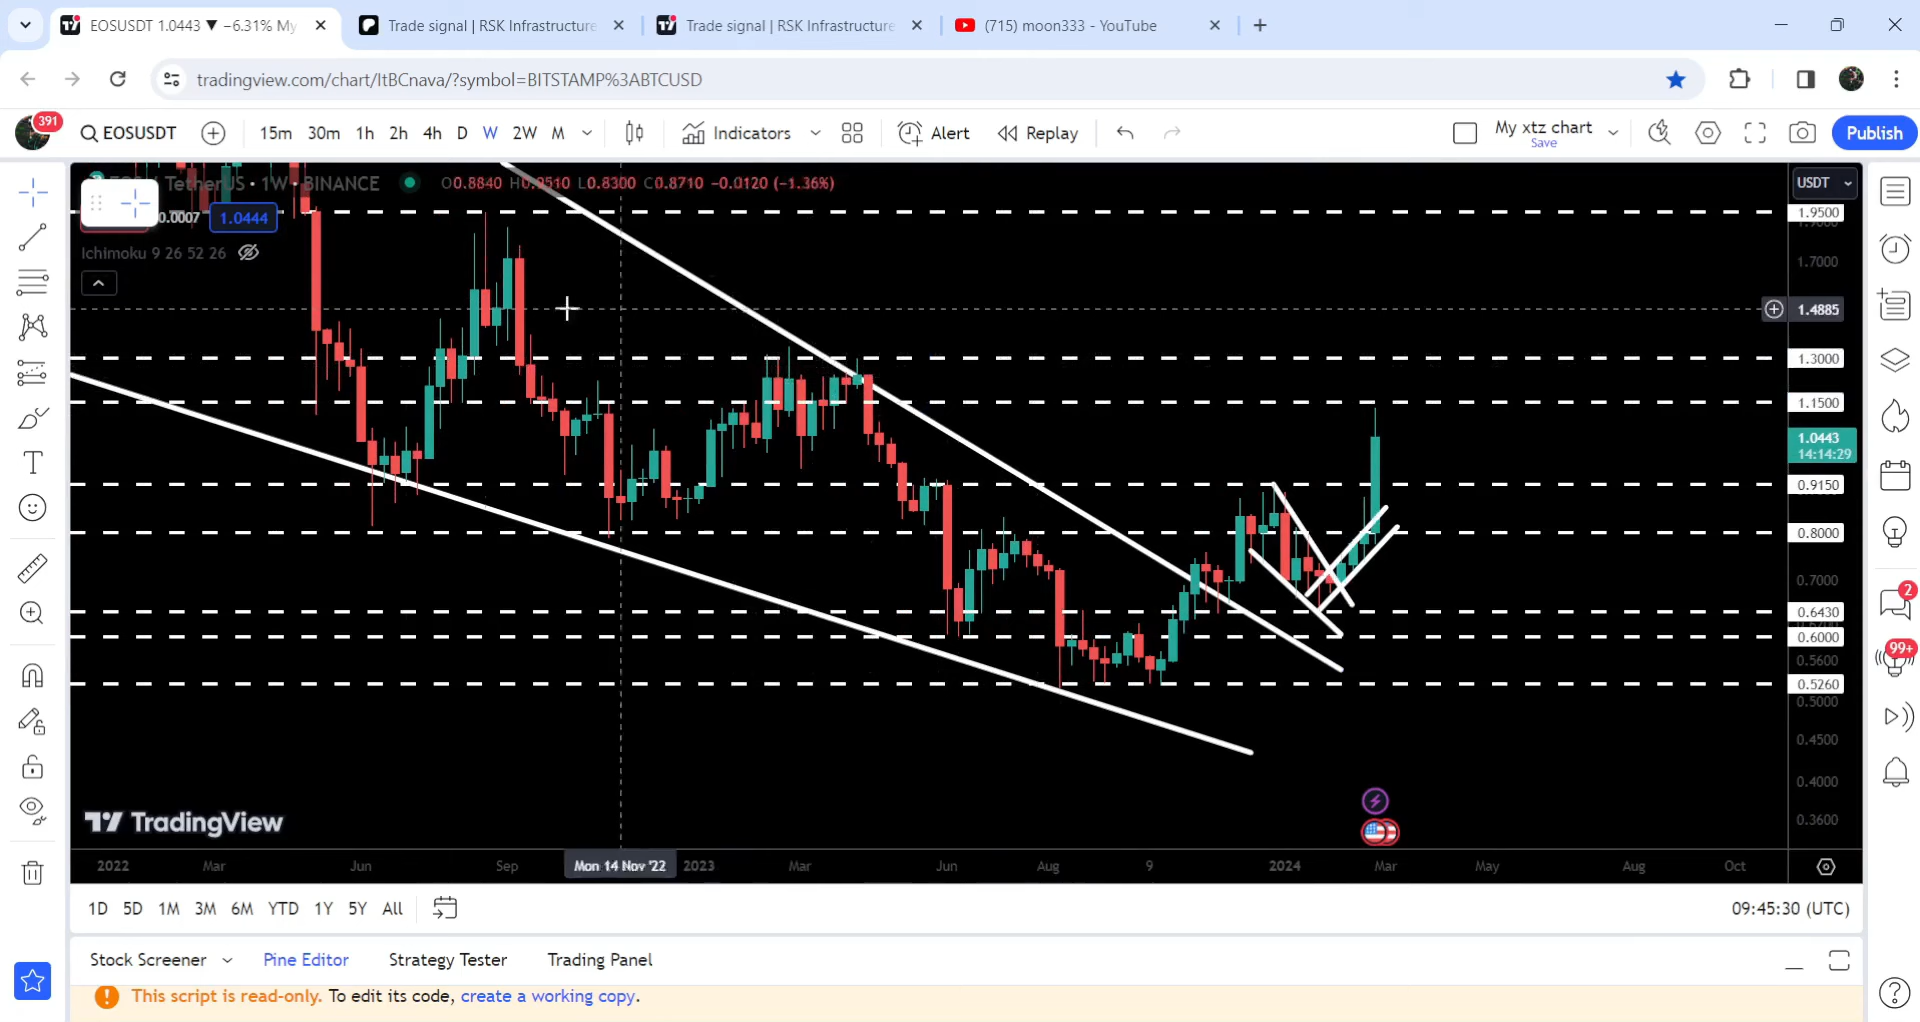 EOSUSDT 1.0443 ▼ −6.31% My
Trade signal | RSK Infrastructure
Trade signal | RSK Infrastructure
(715) moon333 - YouTube
tradingview.com/chart/ItBCnava/?symbol=BITSTAMP%3ABTCUSD
391
EOSUSDT
15m 30m 1h 2h 4h D W 2W M
Indicators
Alert
Replay
My xtz chart
Save
Publish
TetherUS • 1W • BINANCE
O0.8840 H0.9510 L0.8300 C0.8710 −0.0120 (−1.36%)
USDT
0.0007 1.0444
Ichimoku 9 26 52 26
1.9500
1.7000
1.4885
1.3000
1.1500
1.0443
14:14:29
0.9150
0.8000
0.7000
0.6430
0.6000
0.5600
0.5260
0.5000
0.4500
0.4000
0.3600
2
99+
TradingView
2022 Mar Jun Sep Mon 14 Nov '22 2023 Mar Jun Aug 9 2024 Mar May Aug Oct
1D 5D 1M 3M 6M YTD 1Y 5Y All
09:45:30 (UTC)
Stock Screener
Pine Editor
Strategy Tester
Trading Panel
This script is read-only. To edit its code, create a working copy.